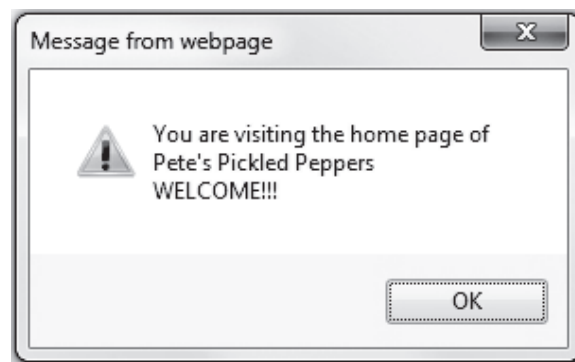 Message from webpage
You are visiting the home page of
Pete's Pickled Peppers
WELCOME!!!
OK